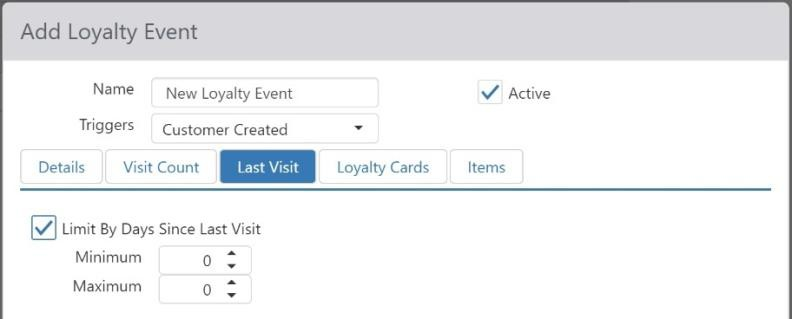 Add Loyalty Event
Name New Loyalty Event Active
Triggers Customer Created
Details Visit Count Last Visit Loyalty Cards Items
Limit By Days Since Last Visit
Minimum 0
Maximum 0